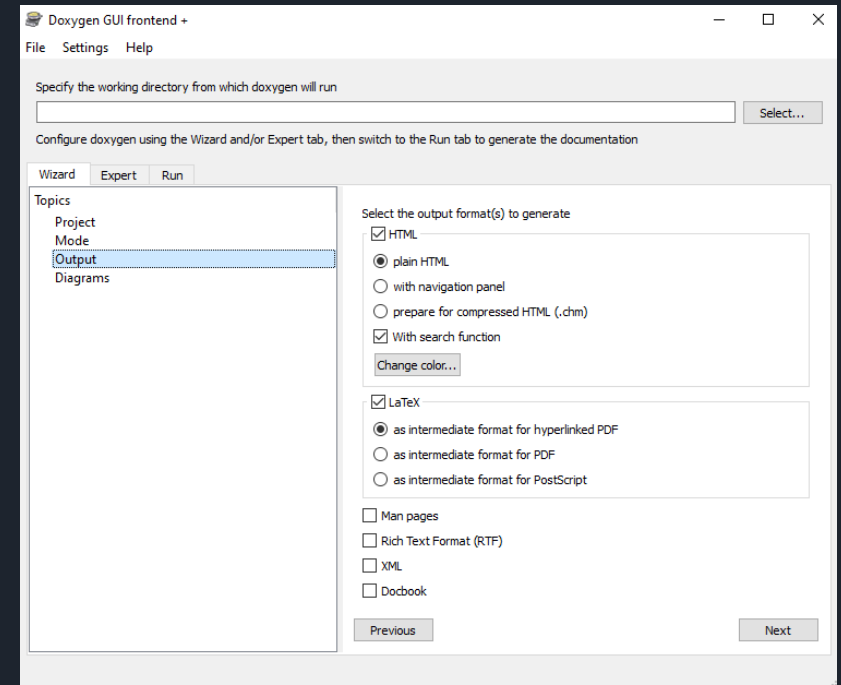 Doxygen GUI frontend +
File Settings Help
Specify the working directory from which doxygen will run
Select...
Configure doxygen using the Wizard and/or Expert tab, then switch to the Run tab to generate the documentation
Wizard Expert Run
Topics
Project
Mode
Output
Diagrams
Select the output format(s) to generate
HTML
plain HTML
with navigation panel
prepare for compressed HTML (.chm)
With search function
Change color...
LaTeX
as intermediate format for hyperlinked PDF
as intermediate format for PDF
as intermediate format for PostScript
Man pages
Rich Text Format (RTF)
XML
Docbook
Previous Next